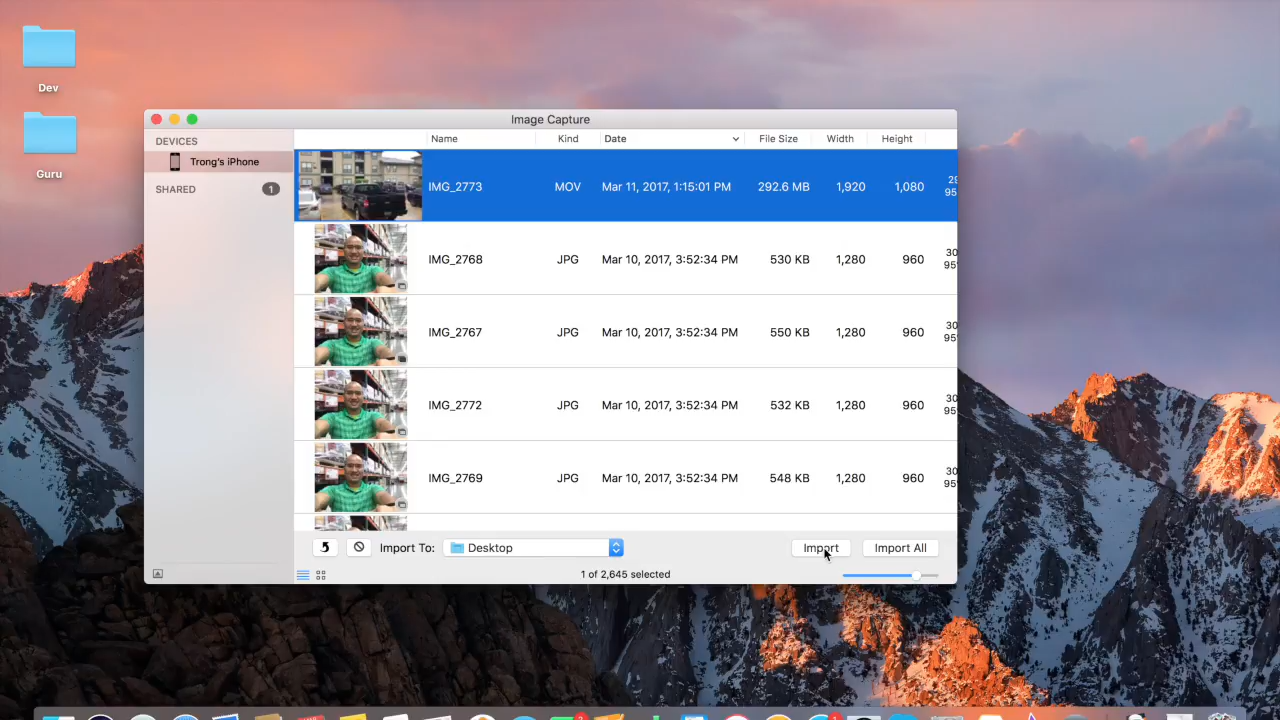 Dev
Guru
Image Capture
DEVICES
Trong's iPhone
SHARED 1
Name Kind Date File Size Width Height
IMG_2773 MOV Mar 11, 2017, 1:15:01 PM 292.6 MB 1,920 1,080
IMG_2768 JPG Mar 10, 2017, 3:52:34 PM 530 KB 1,280 960
IMG_2767 JPG Mar 10, 2017, 3:52:34 PM 550 KB 1,280 960
IMG_2772 JPG Mar 10, 2017, 3:52:34 PM 532 KB 1,280 960
IMG_2769 JPG Mar 10, 2017, 3:52:34 PM 548 KB 1,280 960
Import To: Desktop Import Import All
1 of 2,645 selected